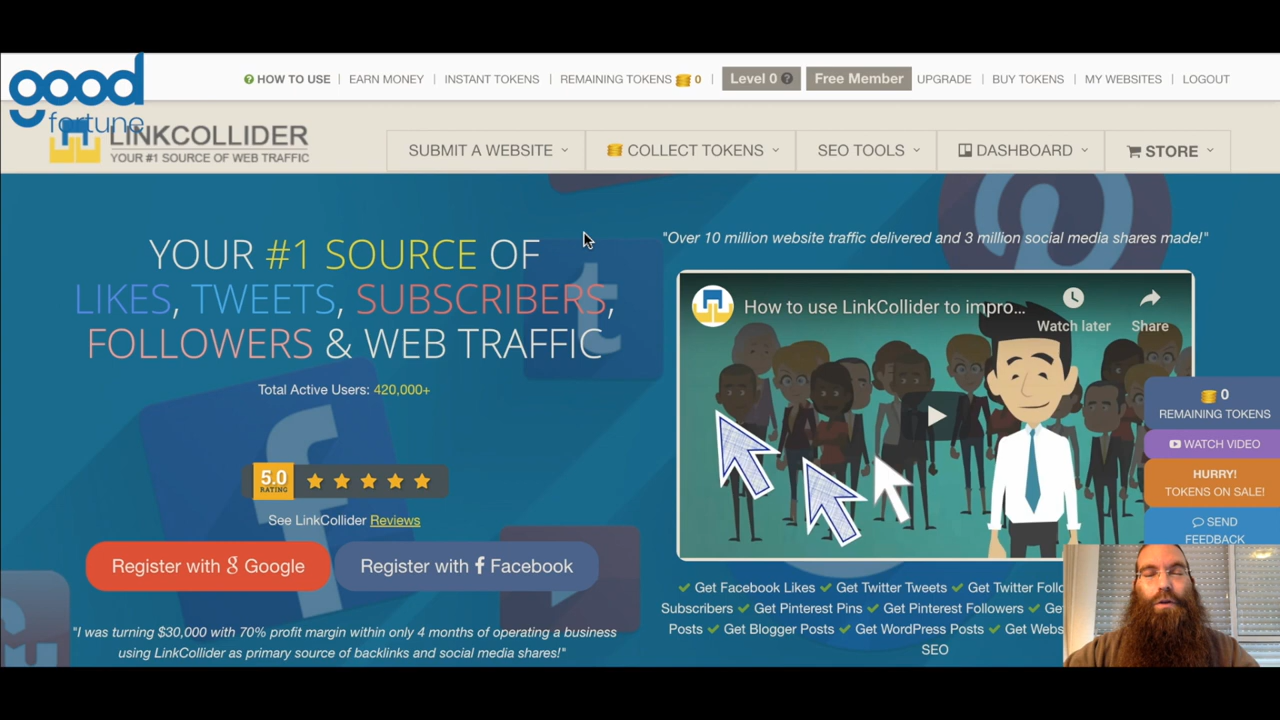 good
fortune
HOW TO USE | EARN MONEY | INSTANT TOKENS | REMAINING TOKENS 0 | Level 0 Free Member UPGRADE | BUY TOKENS | MY WEBSITES | LOGOUT
LINKCOLLIDER
YOUR #1 SOURCE OF WEB TRAFFIC
SUBMIT A WEBSITE COLLECT TOKENS SEO TOOLS DASHBOARD STORE
YOUR #1 SOURCE OF
LIKES, TWEETS, SUBSCRIBERS,
FOLLOWERS & WEB TRAFFIC
Total Active Users: 420,000+
5.0
RATING
See LinkCollider Reviews
Register with Google
Register with f Facebook
"I was turning $30,000 with 70% profit margin within only 4 months of operating a business
using LinkCollider as primary source of backlinks and social media shares!"
"Over 10 million website traffic delivered and 3 million social media shares made!"
How to use LinkCollider to impro...
Watch later
Share
✓ Get Facebook Likes ✓ Get Twitter Tweets ✓ Get Twitter Follo
Subscribers ✓ Get Pinterest Pins ✓ Get Pinterest Followers ✓ Get
Posts ✓ Get Blogger Posts ✓ Get WordPress Posts ✓ Get Webs
SEO
0
REMAINING TOKENS
WATCH VIDEO
HURRY!
TOKENS ON SALE!
SEND
FEEDBACK